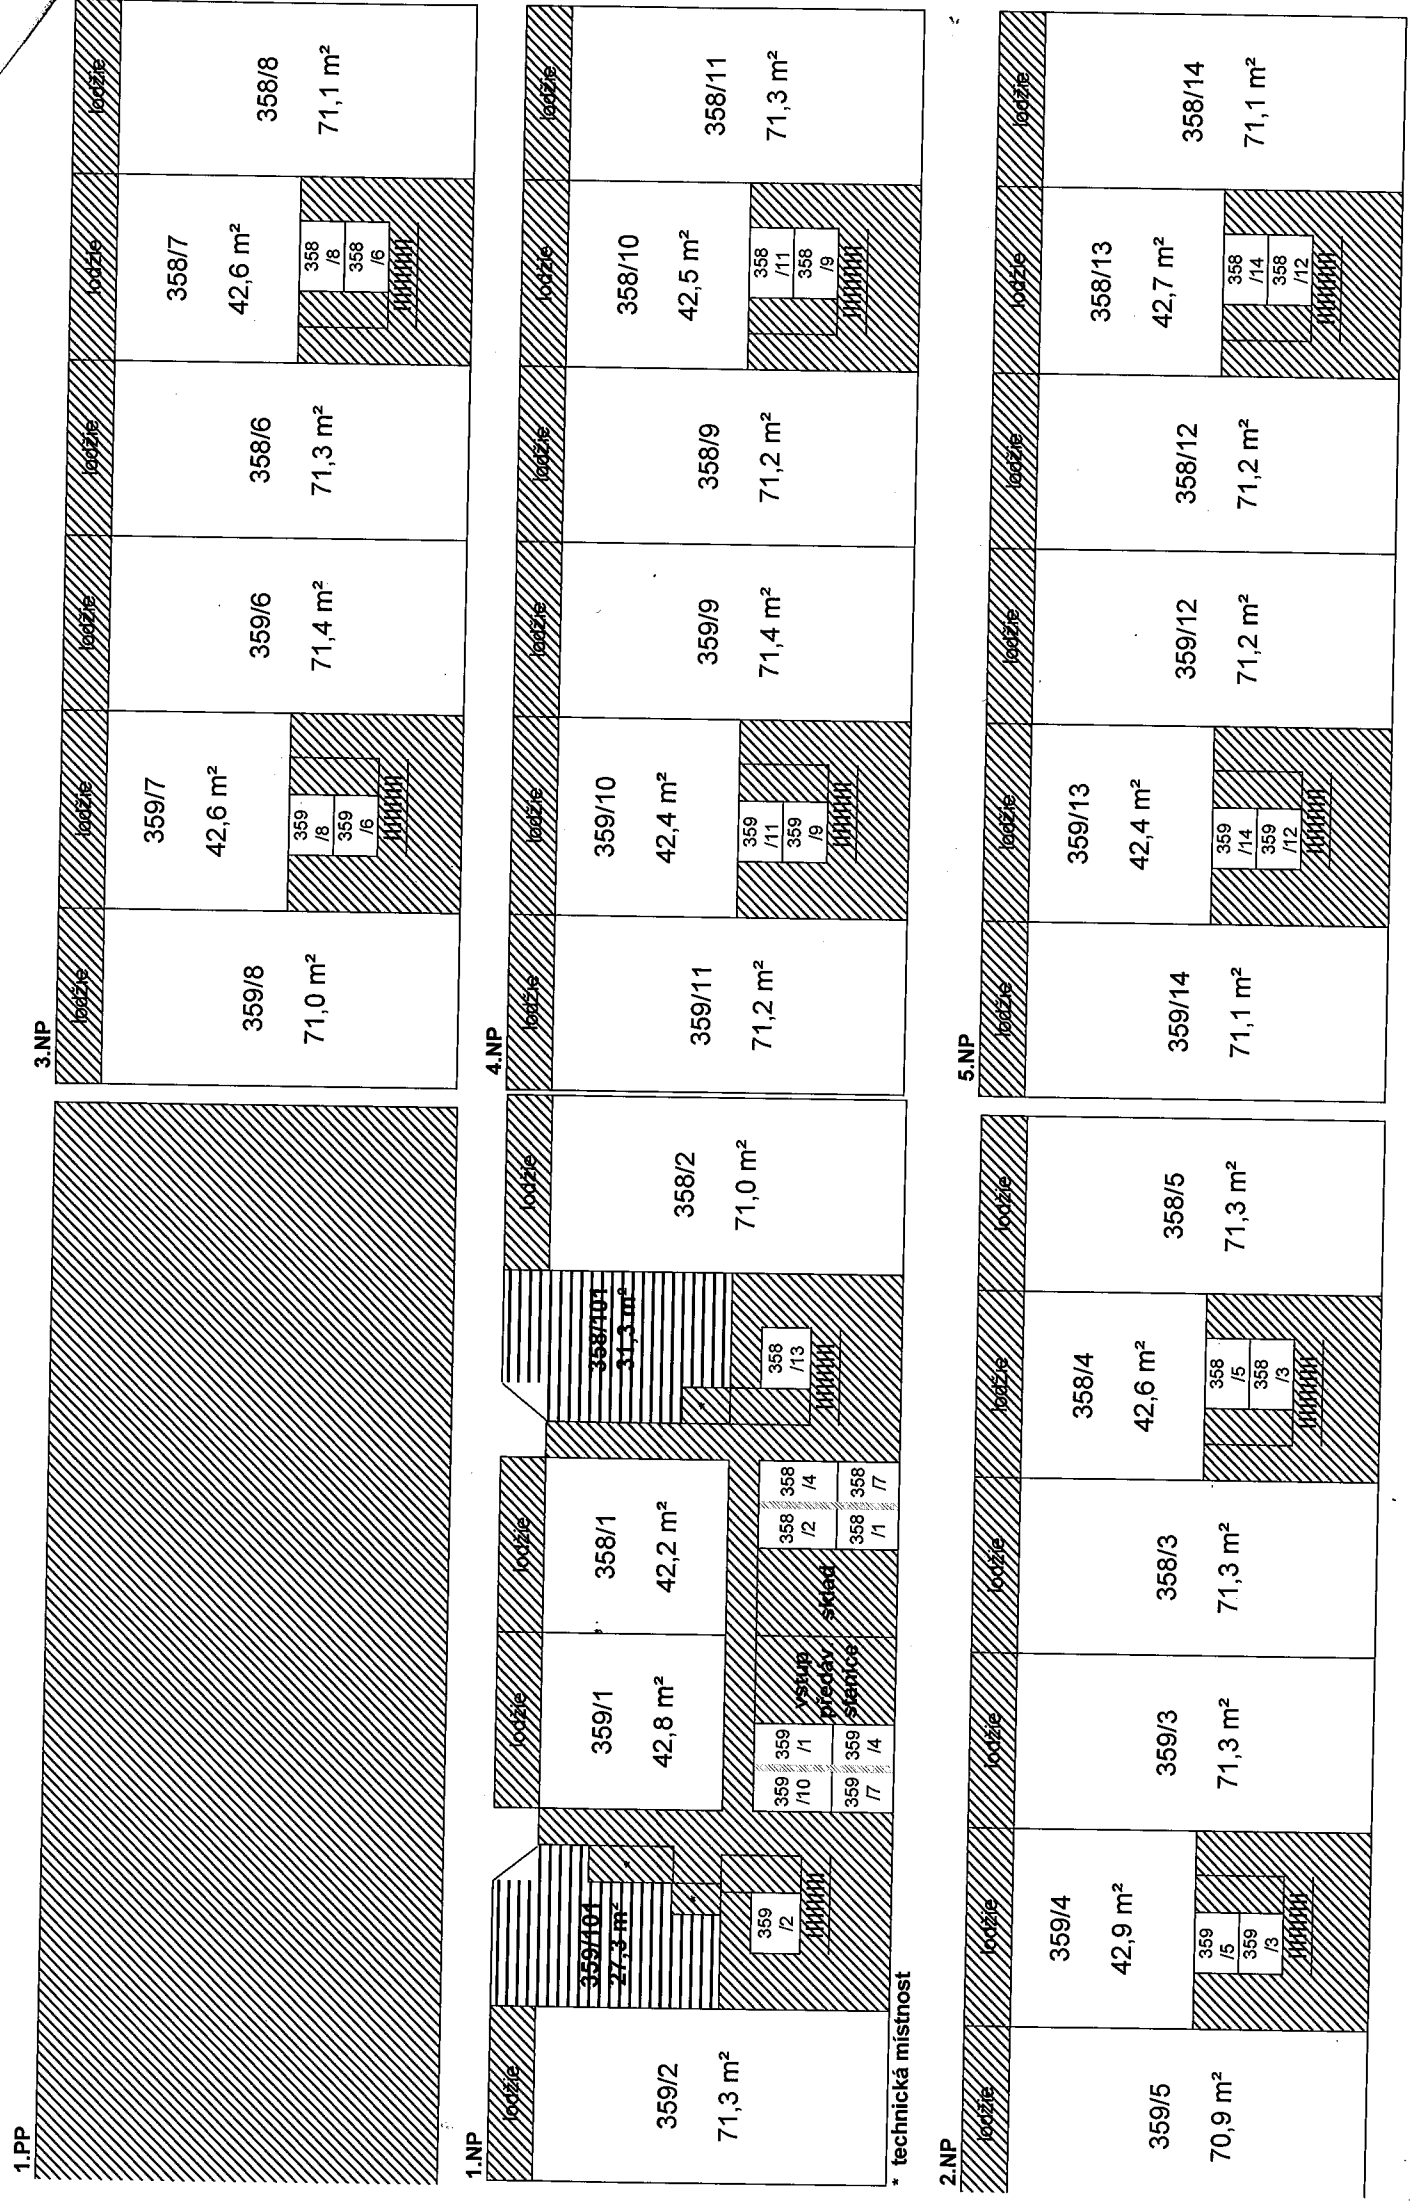 1.PP
1.NP
lodžie
359/2
71,3 m²
359/101
27,3 m²
*
*
359
/2
lodžie
359/1
42,8 m²
lodžie
358/1
42,2 m²
359
/10
359
/1
359
/7
359
/4
vstup
předáv.
stanice
sklad
358
/2
358
/4
358
/1
358
/7
358/101
31,3 m²
*
358
/13
lodžie
358/2
71,0 m²
* technická místnost
2.NP
lodžie
359/5
70,9 m²
lodžie
359/4
42,9 m²
359
/5
359
/3
lodžie
359/3
71,3 m²
lodžie
358/3
71,3 m²
lodžie
358/4
42,6 m²
358
/5
358
/3
lodžie
358/5
71,3 m²
3.NP
lodžie
359/8
71,0 m²
lodžie
359/7
42,6 m²
359
/8
359
/6
lodžie
359/6
71,4 m²
lodžie
358/6
71,3 m²
lodžie
358/7
42,6 m²
358
/8
358
/6
lodžie
358/8
71,1 m²
4.NP
lodžie
359/11
71,2 m²
lodžie
359/10
42,4 m²
359
/11
359
/9
lodžie
359/9
71,4 m²
lodžie
358/9
71,2 m²
lodžie
358/10
42,5 m²
358
/11
358
/9
lodžie
358/11
71,3 m²
5.NP
lodžie
359/14
71,1 m²
lodžie
359/13
42,4 m²
359
/14
359
/12
lodžie
359/12
71,2 m²
lodžie
358/12
71,2 m²
lodžie
358/13
42,7 m²
358
/14
358
/12
lodžie
358/14
71,1 m²